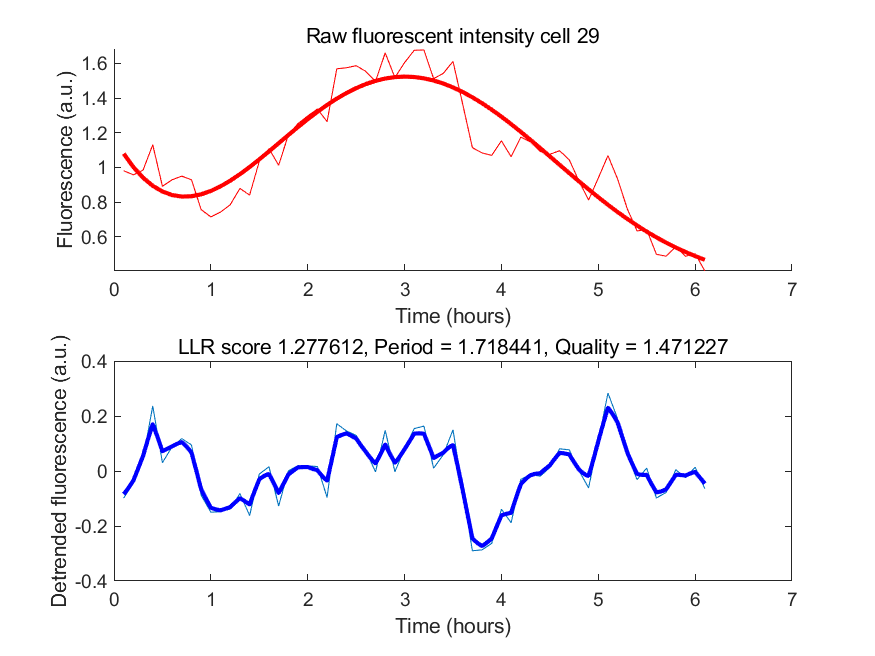 Raw fluorescent intensity cell 29
Fluorescence (a.u.)
1.6
1.4
1.2
1
0.8
0.6
0 1 2 3 4 5 6 7
Time (hours)
LLR score 1.277612, Period = 1.718441, Quality = 1.471227
Detrended fluorescence (a.u.)
0.4
0.2
0
-0.2
-0.4
0 1 2 3 4 5 6 7
Time (hours)